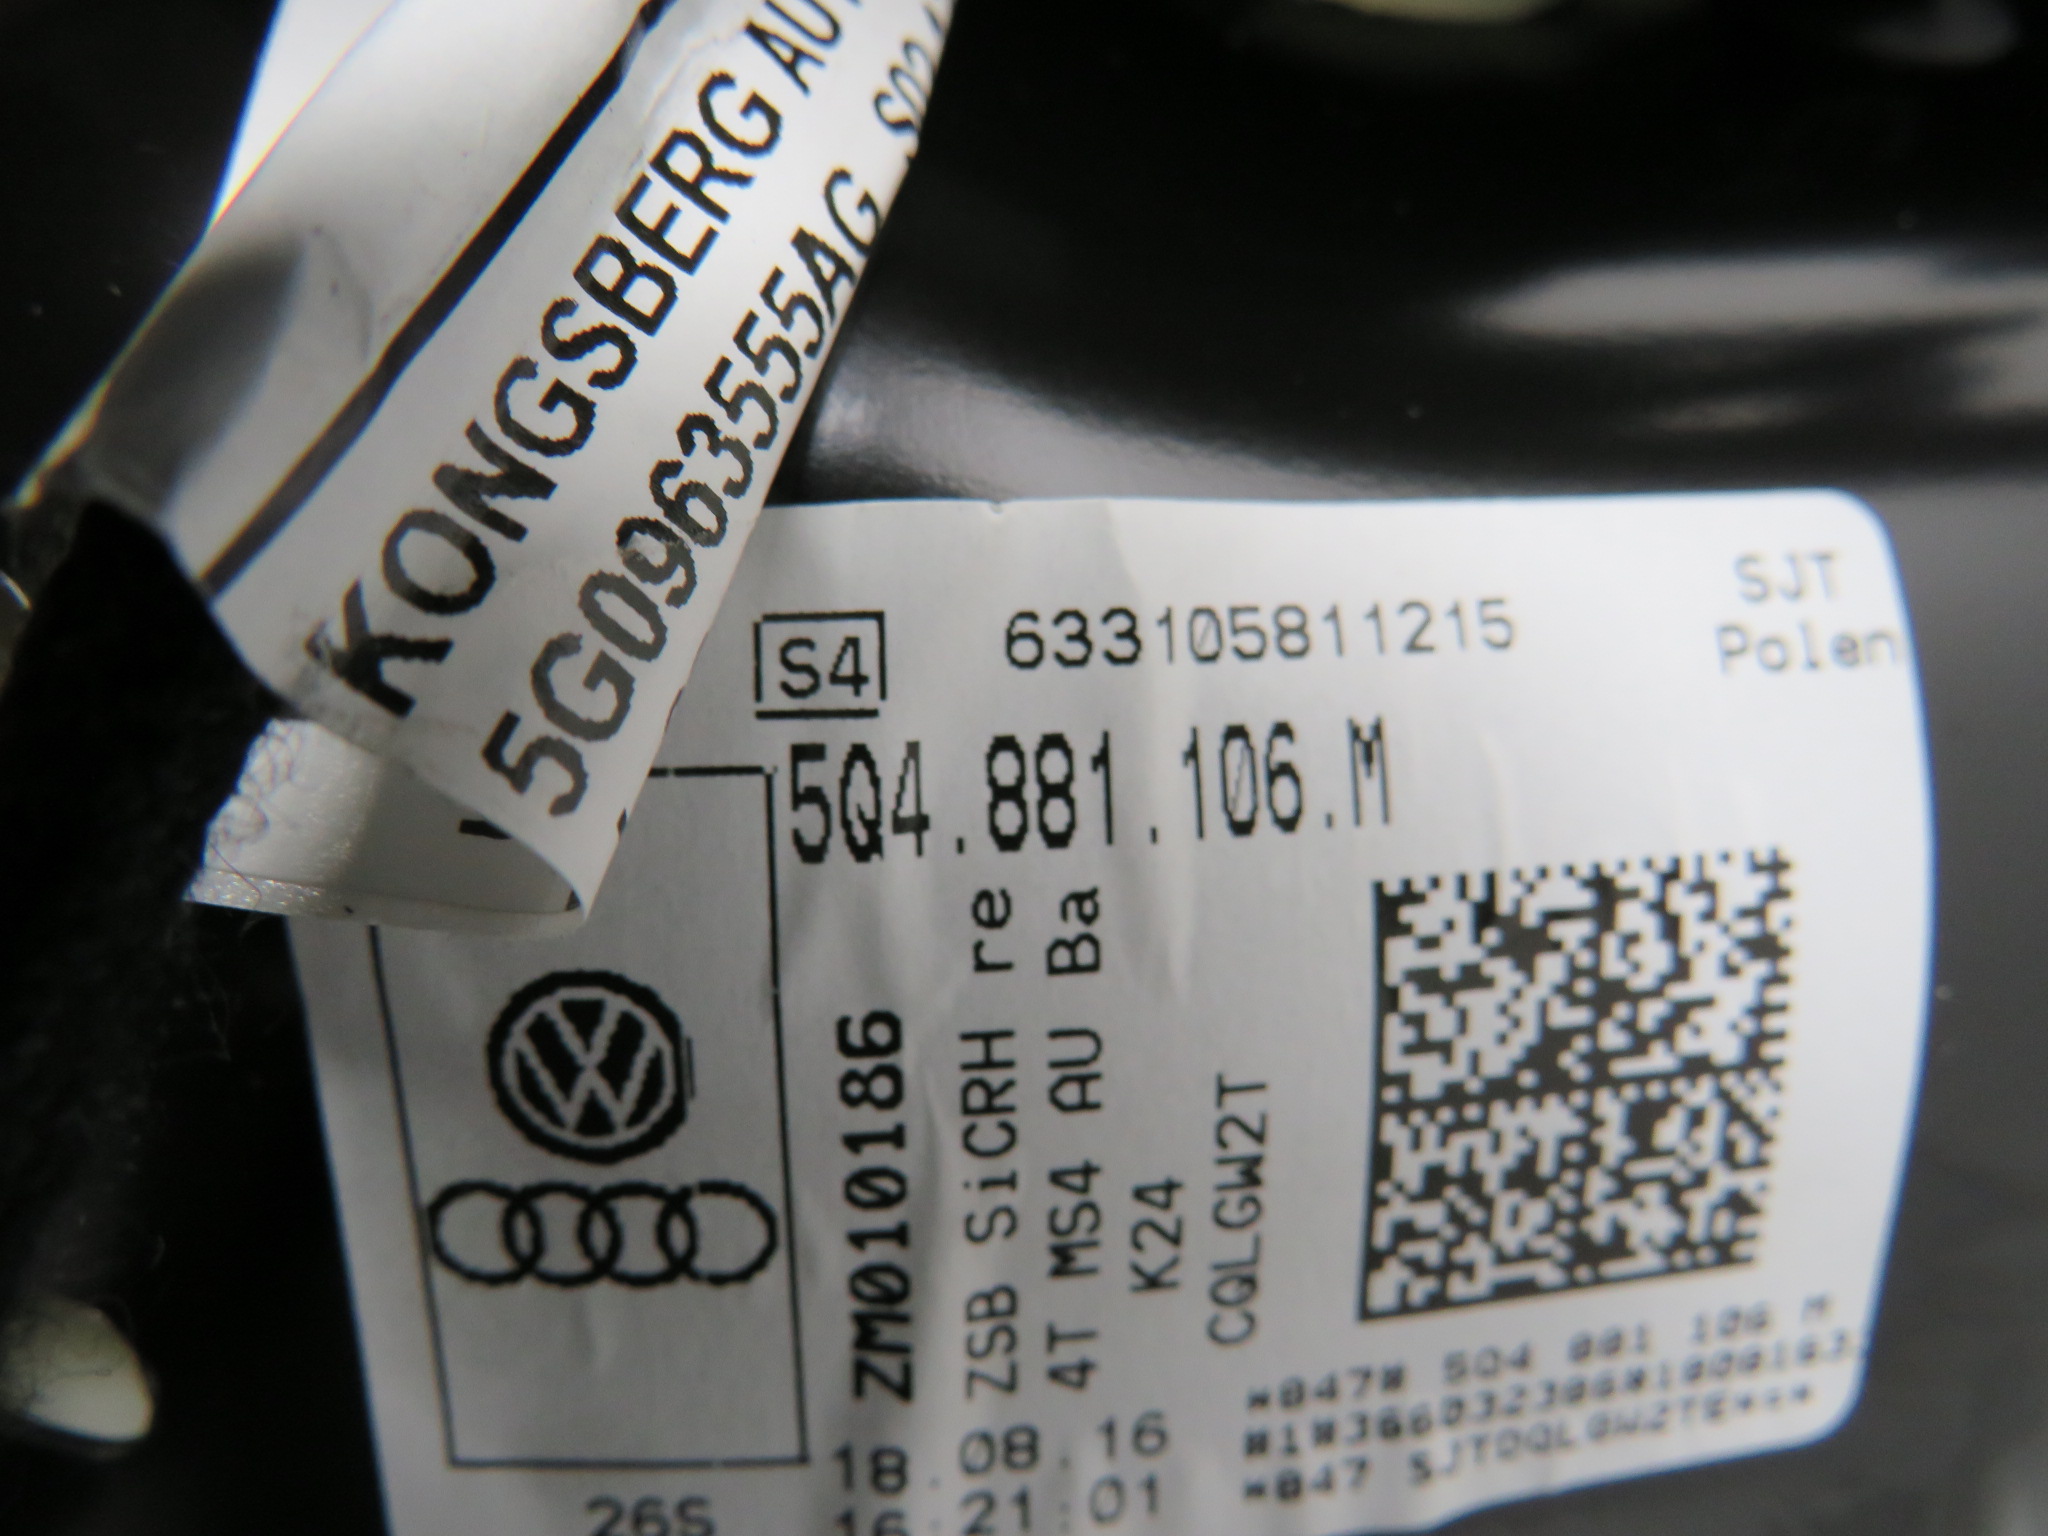 KONGSBERG
5G0963555AG
S4
633105811215
SJT
Polen
5Q4.881.106.M
ZM010186
ZSB SiCRH re
4T MS4 AU Ba
K24
CQLGW2T
18.08.16
16:21:01
26S
106 M